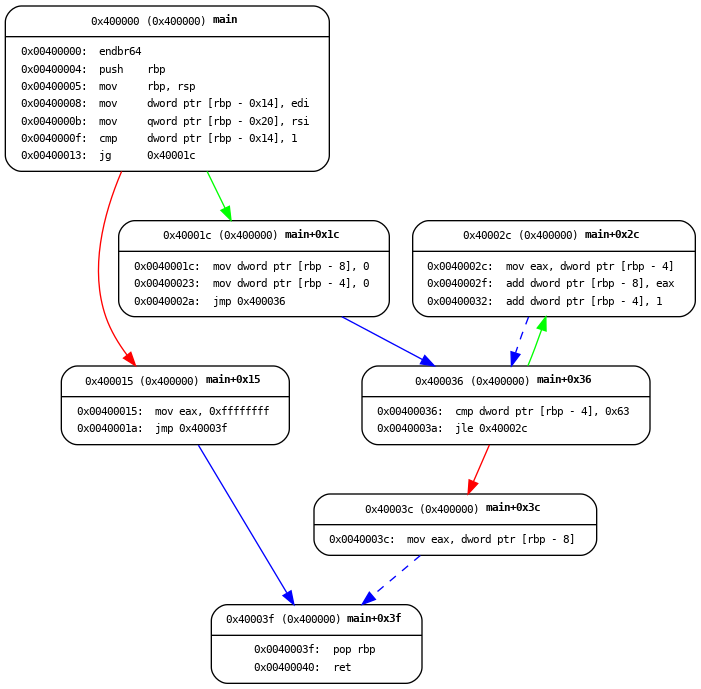 0x400000 (0x400000) main
0x00400000: endbr64
0x00400004: push rbp
0x00400005: mov rbp, rsp
0x00400008: mov dword ptr [rbp - 0x14], edi
0x0040000b: mov qword ptr [rbp - 0x20], rsi
0x0040000f: cmp dword ptr [rbp - 0x14], 1
0x00400013: jg 0x40001c
0x40001c (0x400000) main+0x1c
0x0040001c: mov dword ptr [rbp - 8], 0
0x00400023: mov dword ptr [rbp - 4], 0
0x0040002a: jmp 0x400036
0x40002c (0x400000) main+0x2c
0x0040002c: mov eax, dword ptr [rbp - 4]
0x0040002f: add dword ptr [rbp - 8], eax
0x00400032: add dword ptr [rbp - 4], 1
0x400015 (0x400000) main+0x15
0x00400015: mov eax, 0xffffffff
0x0040001a: jmp 0x40003f
0x400036 (0x400000) main+0x36
0x00400036: cmp dword ptr [rbp - 4], 0x63
0x0040003a: jle 0x40002c
0x40003c (0x400000) main+0x3c
0x0040003c: mov eax, dword ptr [rbp - 8]
0x40003f (0x400000) main+0x3f
0x0040003f: pop rbp
0x00400040: ret